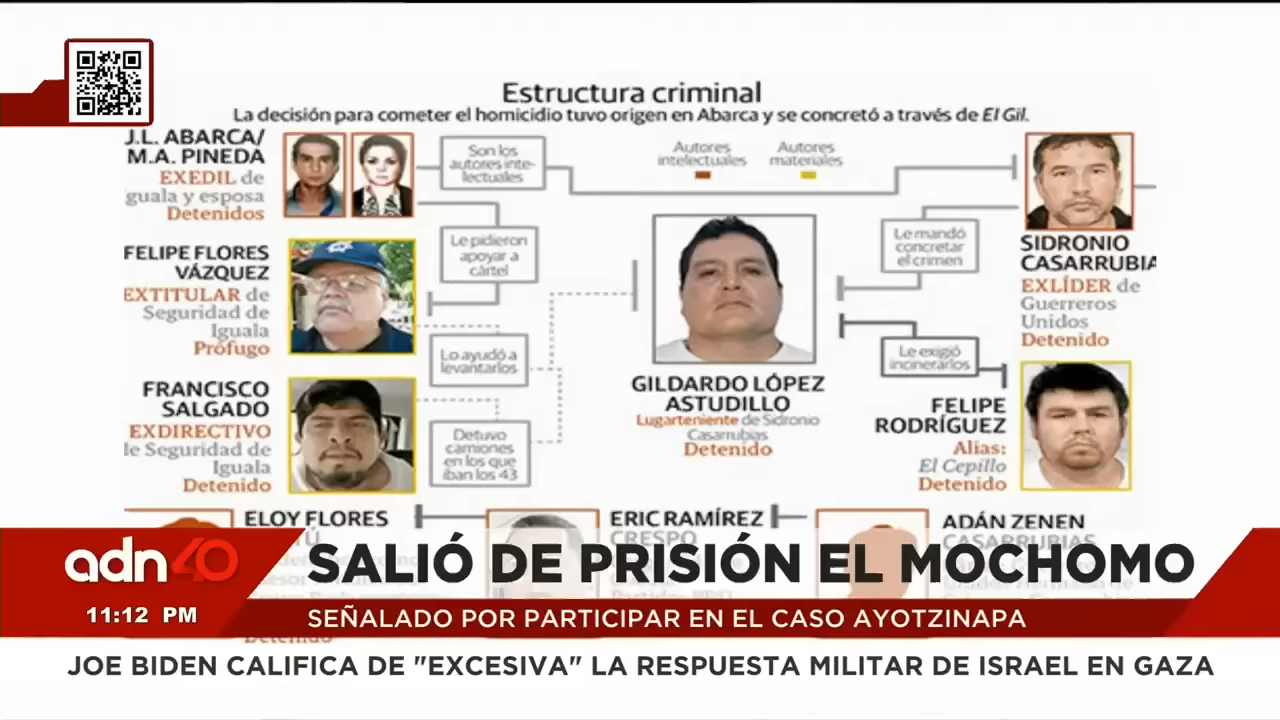 Estructura criminal
La decisión para cometer el homicidio tuvo origen en Abarca y se concretó a través de El Gil.
J.L. ABARCA/
M.A. PINEDA
EXEDIL de
guala y esposa
Detenidos
Son los
autores inte-
lectuales
Autores
intelectuales
Autores
materiales
FELIPE FLORES
VÁZQUEZ
EXTITULAR de
Seguridad de
Iguala
Prófugo
Le pidieron
apoyar a
cártel
Lo ayudó a
levantarlos
FRANCISCO
SALGADO
EXDIRECTIVO
de Seguridad de
Iguala
Detenido
Detuvo
camiones
en los que
iban los 43
GILDARDO LÓPEZ
ASTUDILLO
Lugarteniente de Sidronio
Casarrubias
Detenido
Le mandó
concretar
el crimen
SIDRONIO
CASARRUBIA
EXLÍDER de
Guerreros
Unidos
Detenido
Le exigió
incinerarlos
FELIPE
RODRÍGUEZ
Alias:
El Cepillo
Detenido
ELOY FLORES
ERIC RAMÍREZ
CRESPO
ADÁN ZENEN
CASARRUBIAS
Detenido
adn40
SALIÓ DE PRISIÓN EL MOCHOMO
11:12 PM
SEÑALADO POR PARTICIPAR EN EL CASO AYOTZINAPA
JOE BIDEN CALIFICA DE "EXCESIVA" LA RESPUESTA MILITAR DE ISRAEL EN GAZA